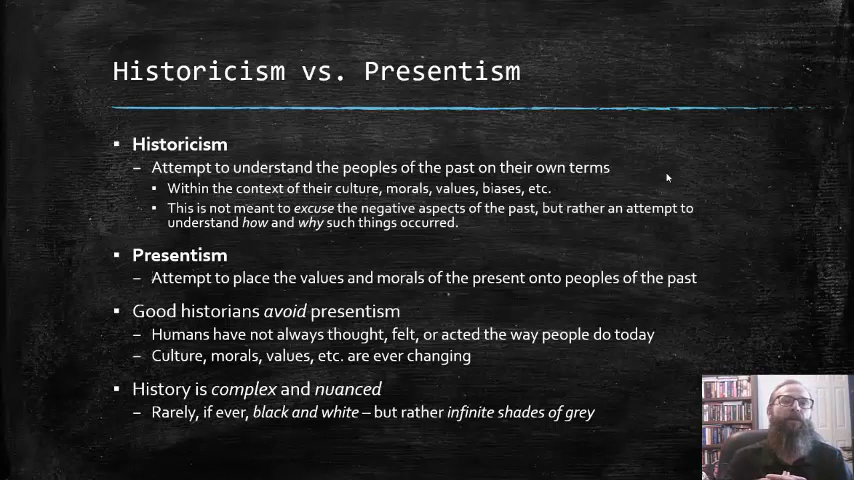 Historicism vs. Presentism
▪ Historicism
– Attempt to understand the peoples of the past on their own terms
▪ Within the context of their culture, morals, values, biases, etc.
▪ This is not meant to excuse the negative aspects of the past, but rather an attempt to
understand how and why such things occurred.
▪ Presentism
– Attempt to place the values and morals of the present onto peoples of the past
▪ Good historians avoid presentism
– Humans have not always thought, felt, or acted the way people do today
– Culture, morals, values, etc. are ever changing
▪ History is complex and nuanced
– Rarely, if ever, black and white – but rather infinite shades of grey